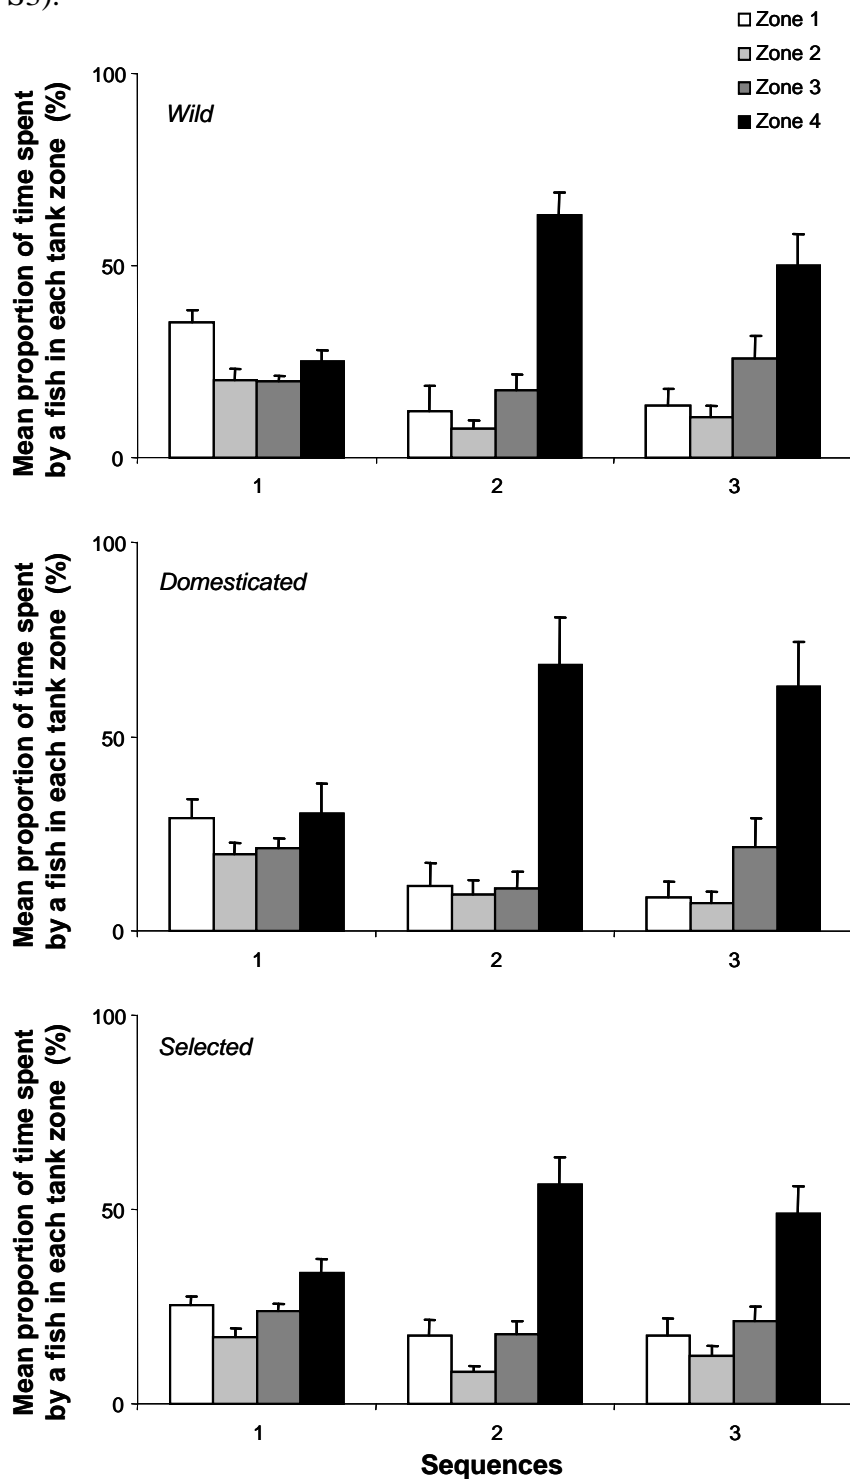 S3).
Zone 1
Zone 2
Zone 3
Zone 4
Mean proportion of time spent
by a fish in each tank zone (%)
100
50
0
Wild
1 2 3
Mean proportion of time spent
by a fish in each tank zone (%)
100
50
0
Domesticated
1 2 3
Mean proportion of time spent
by a fish in each tank zone (%)
100
50
0
Selected
1 2 3
Sequences